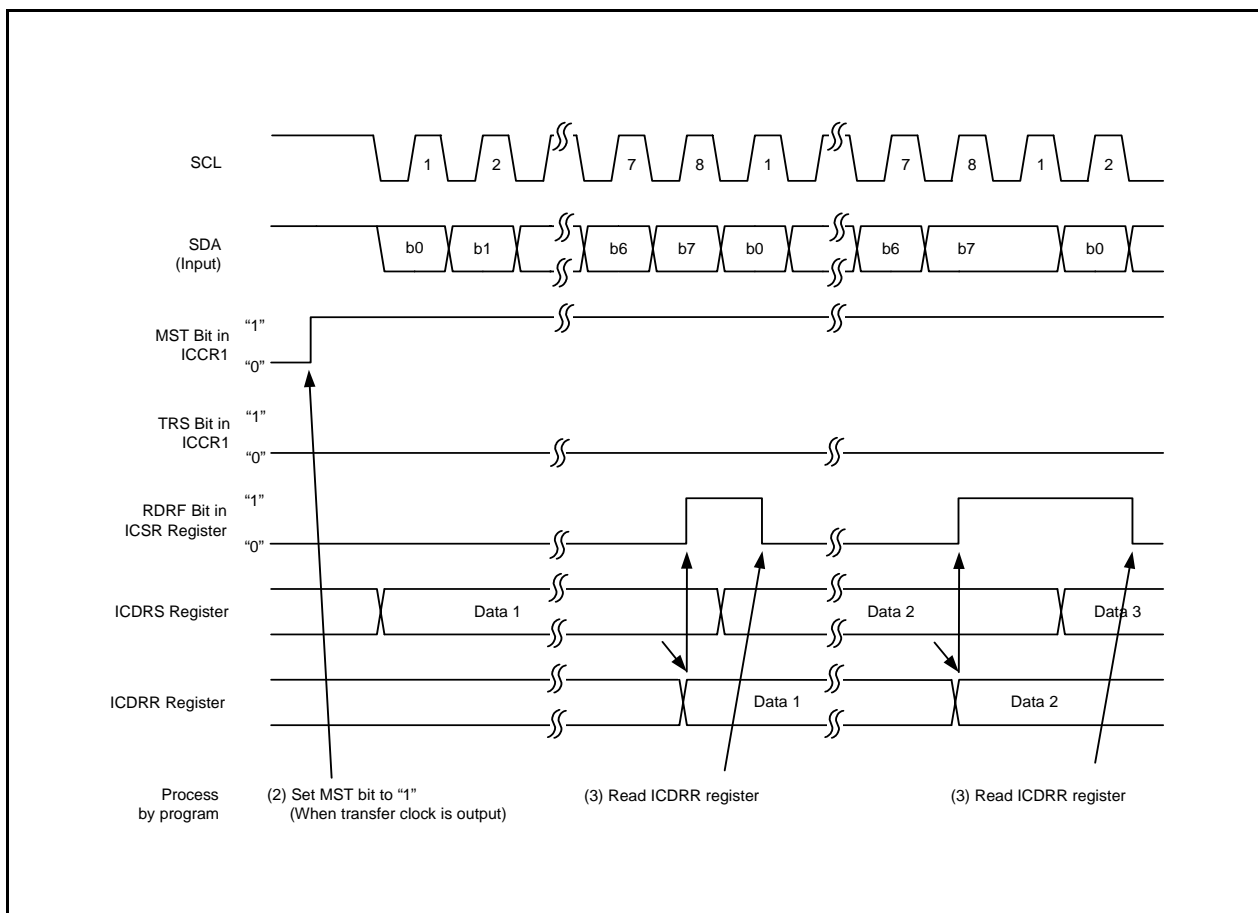 SCL
1 2 7 8 1 7 8 1 2
SDA
(Input)
b0 b1 b6 b7 b0 b6 b7 b0
MST Bit in
ICCR1
“1”
“0”
TRS Bit in
ICCR1
“1”
“0”
RDRF Bit in
ICSR Register
“1”
“0”
ICDRS Register
Data 1 Data 2 Data 3
ICDRR Register
Data 1 Data 2
Process
by program
(2) Set MST bit to “1”
(When transfer clock is output)
(3) Read ICDRR register
(3) Read ICDRR register